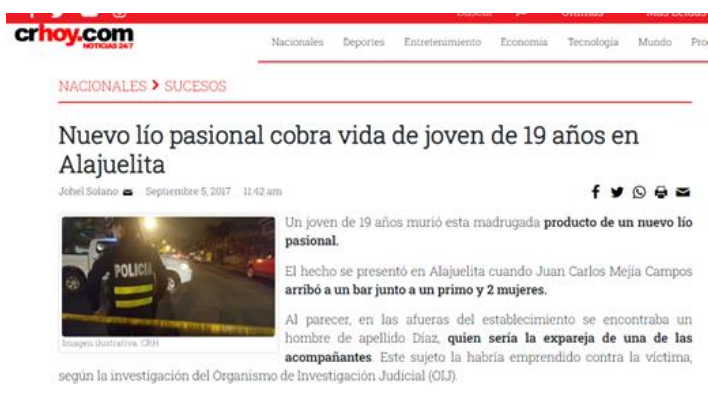 crhoy.com
NOTICIAS 24/7
Nacionales Deportes Entretenimiento Economía Tecnología Mundo
NACIONALES > SUCESOS
Nuevo lío pasional cobra vida de joven de 19 años en
Alajuelita
Johel Solano Septiembre 5, 2017 11:42 am
POLICIA
Imagen ilustrativa. CRH
Un joven de 19 años murió esta madrugada producto de un nuevo lío
pasional.
El hecho se presentó en Alajuelita cuando Juan Carlos Mejía Campos
arribó a un bar junto a un primo y 2 mujeres.
Al parecer, en las afueras del establecimiento se encontraba un
hombre de apellido Díaz, quien sería la expareja de una de las
acompañantes. Este sujeto la habría emprendido contra la víctima,
según la investigación del Organismo de Investigación Judicial (OIJ).